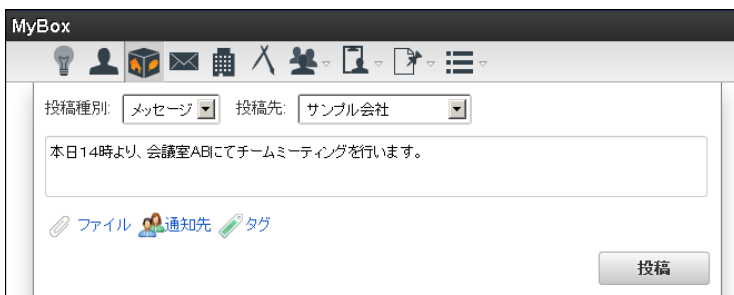 MyBox
投稿種別: メッセージ 投稿先: サンプル会社
本日14時より、会議室ABにてチームミーティングを行います。
ファイル 通知先 タグ
投稿